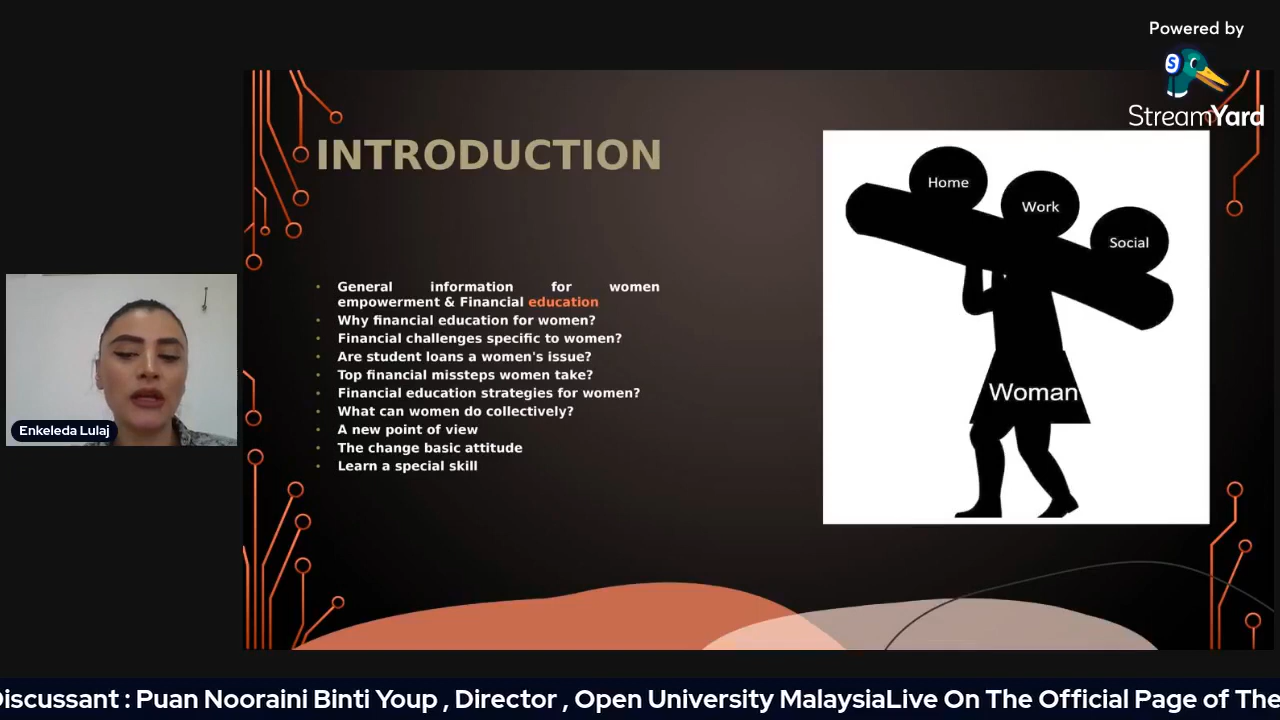 Powered by
StreamYard
INTRODUCTION
General information for women
empowerment & Financial education
Why financial education for women?
Financial challenges specific to women?
Are student loans a women's issue?
Top financial missteps women take?
Financial education strategies for women?
What can women do collectively?
A new point of view
The change basic attitude
Learn a special skill
Home
Work
Social
Woman
Enkeleda Lulaj
Discussant : Puan Nooraini Binti Youp , Director , Open University MalaysiaLive On The Official Page of The